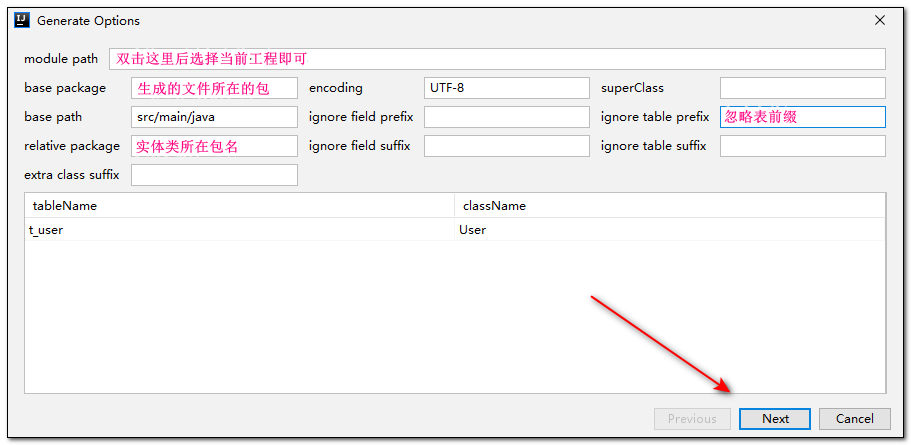 Generate Options
module path 双击这里后选择当前工程即可
base package 生成的文件所在的包 encoding UTF-8 superClass
base path src/main/java ignore field prefix ignore table prefix 忽略表前缀
relative package 实体类所在包名 ignore field suffix ignore table suffix
extra class suffix
tableName className
t_user User
Previous Next Cancel